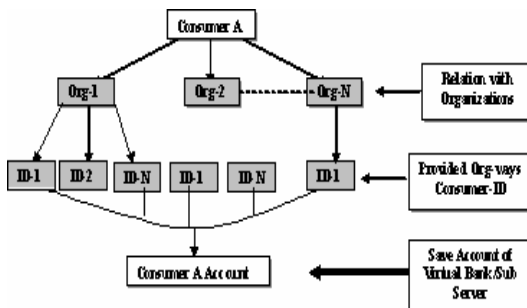 Consumer A
Org-1
Org-2
Org-N
Relation with
Organizations
ID-1
ID-2
ID-N
ID-1
ID-N
ID-1
Provided Org-ways
Consumer-ID
Consumer A Account
Save Account of
Virtual Bank/Sub
Server